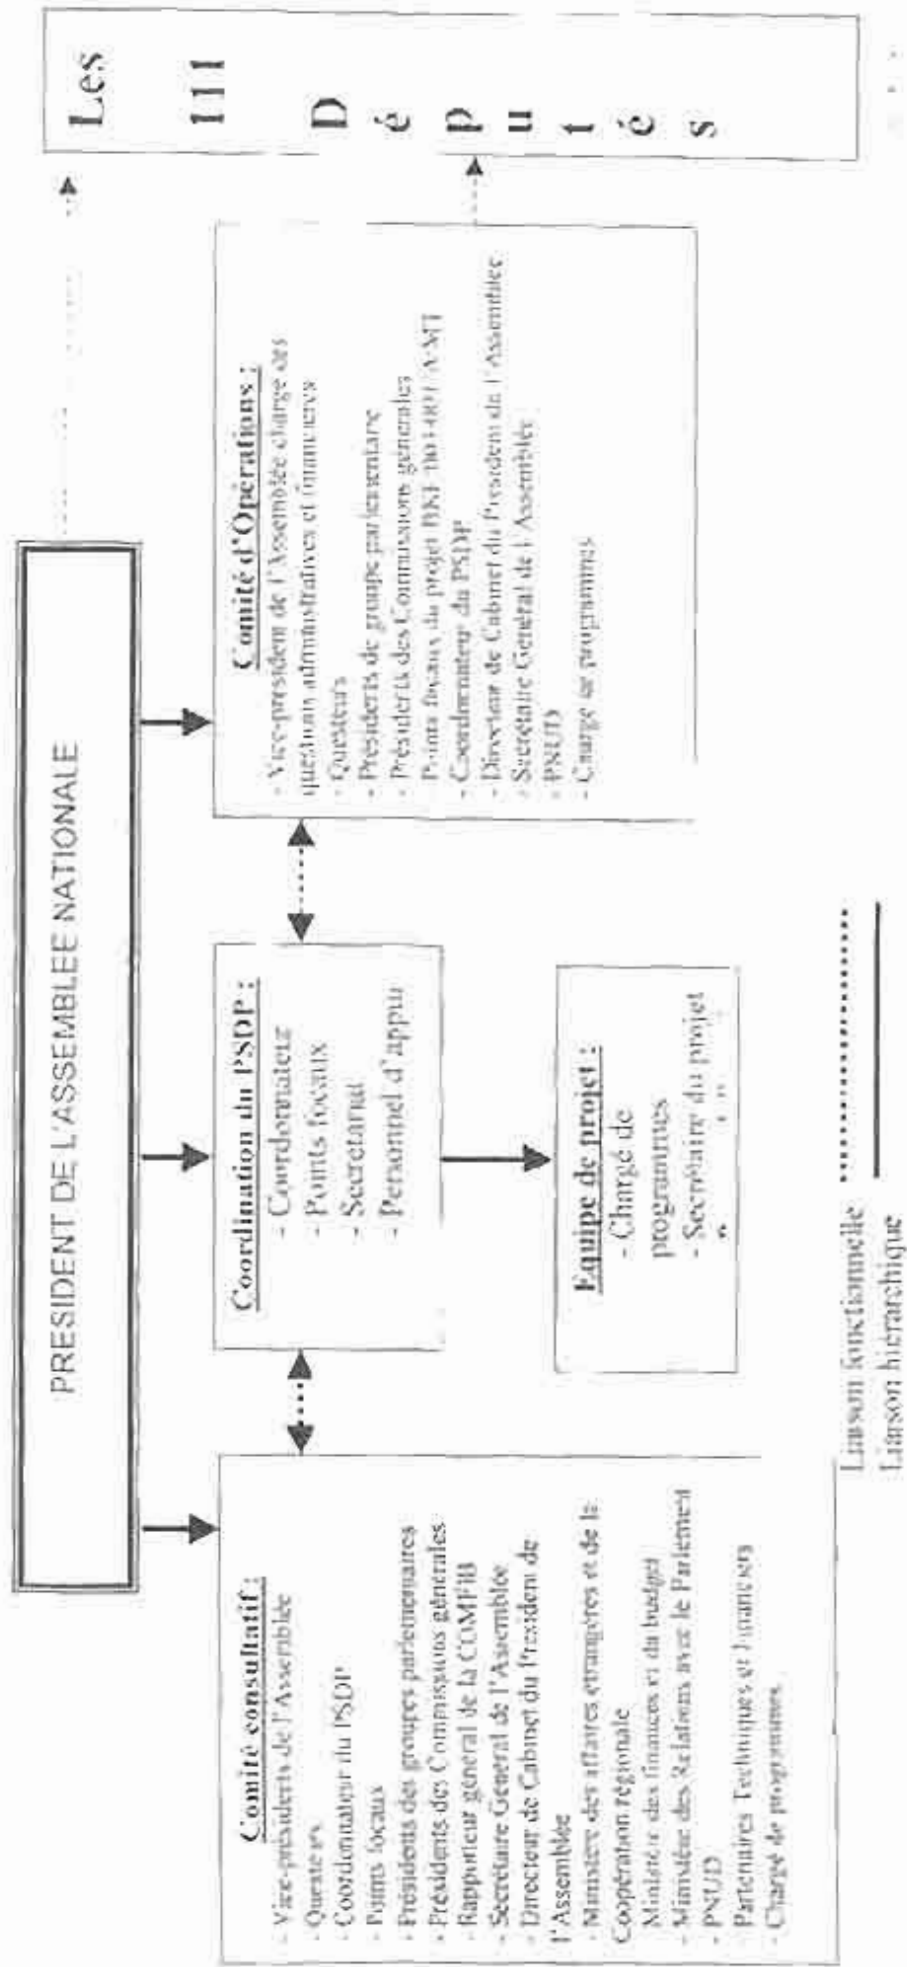 PRESIDENT DE L'ASSEMBLEE NATIONALE
Comité consultatif :
- Vice-présidents de l'Assemblée
- Questeurs
- Coordonnateur du PSDP
- Points focaux
- Présidents des groupes parlementaires
- Présidents des Commissions générales
- Rapporteur général de la COMFIB
- Secrétaire Général de l'Assemblée
- Directeur de Cabinet du Président de
l'Assemblée
- Ministère des affaires étrangères et de la
Coopération régionale
Ministère des finances et du budget
- Ministère des Relations avec le Parlement
- PNUD
Partenaires Techniques et Financiers
- Chargé de programmes
Coordination du PSDP :
- Coordonnateur
- Points focaux
- Secrétariat
- Personnel d'appui
Equipe de projet :
- Chargé de
programmes
- Secrétaire du projet
Comité d'Opérations :
- Vice-président de l'Assemblée chargé des
questions administratives et financières
- Questeurs
- Présidents de groupe parlementaire
- Présidents des Commissions générales
Points focaux du projet
- Coordonnateur du PSDP
- Directeur de Cabinet du Président de l'Assemblée
- Secrétaire Général de l'Assemblée
- PNUD
- Chargé de programmes
Les
111
D
é
p
u
t
é
s
Liaison fonctionnelle
Liaison hiérarchique